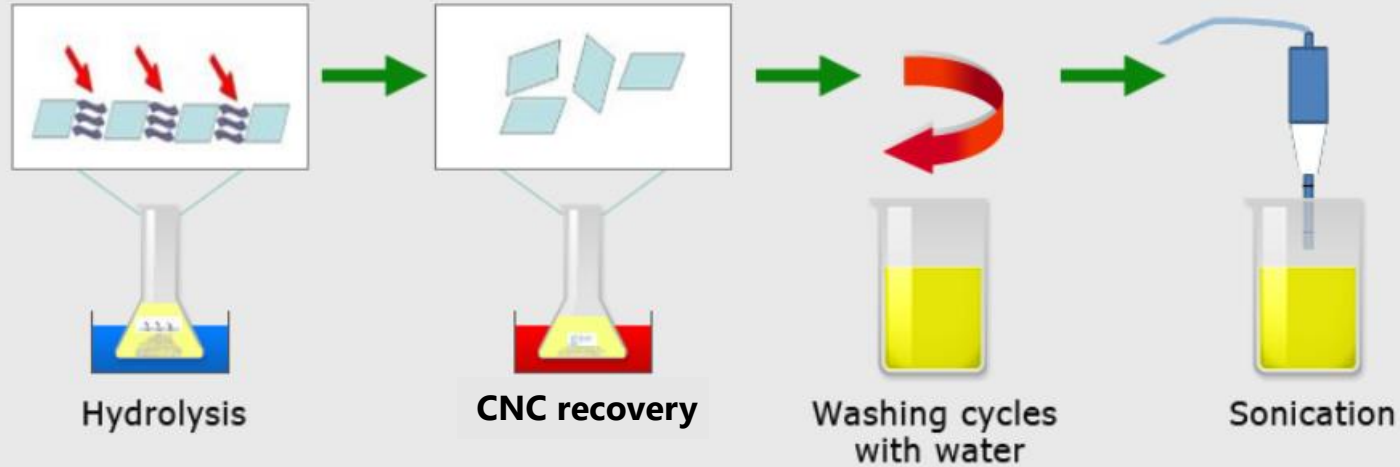 Hydrolysis
CNC recovery
Washing cycles
with water
Sonication